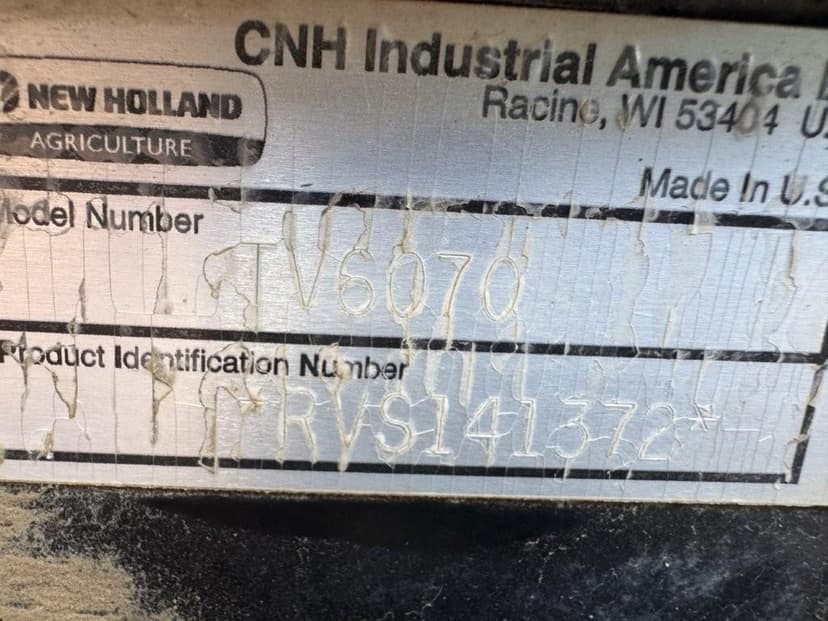 CNH Industrial America
NEW HOLLAND
Racine, WI 53404 U
AGRICULTURE
Made In U.S
Model Number
TV6070
Product Identification Number
*RVS141372*